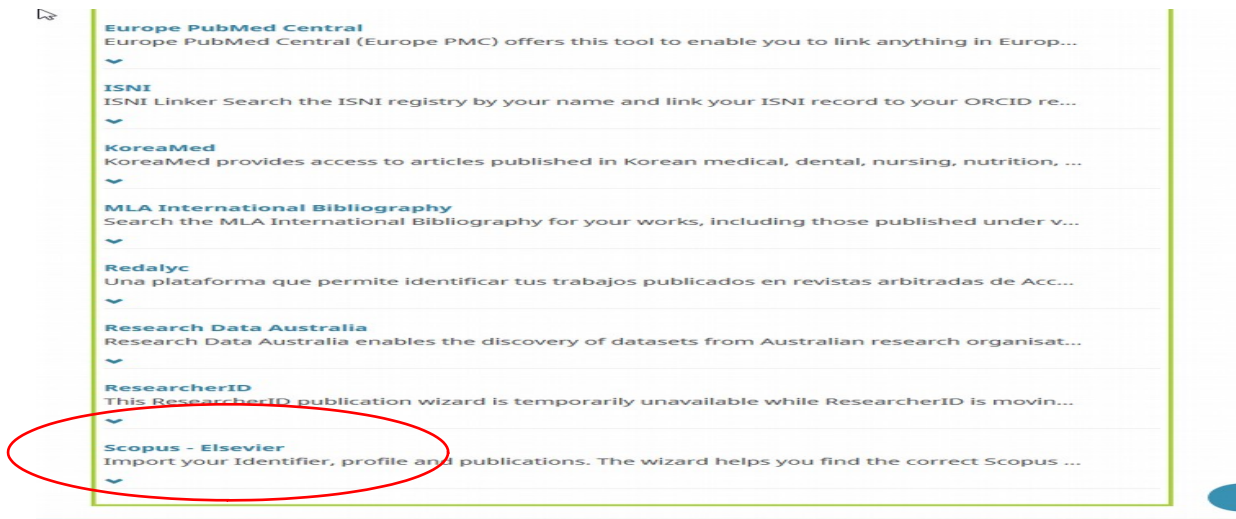 Europe PubMed Central
Europe PubMed Central (Europe PMC) offers this tool to enable you to link anything in Europ...
ISNI
ISNI Linker Search the ISNI registry by your name and link your ISNI record to your ORCID re...
KoreaMed
KoreaMed provides access to articles published in Korean medical, dental, nursing, nutrition, ...
MLA International Bibliography
Search the MLA International Bibliography for your works, including those published under v...
Redalyc
Una plataforma que permite identificar tus trabajos publicados en revistas arbitradas de Acc...
Research Data Australia
Research Data Australia enables the discovery of datasets from Australian research organisat...
ResearcherID
This ResearcherID publication wizard is temporarily unavailable while ResearcherID is movin...
Scopus - Elsevier
Import your Identifier, profile and publications. The wizard helps you find the correct Scopus ...